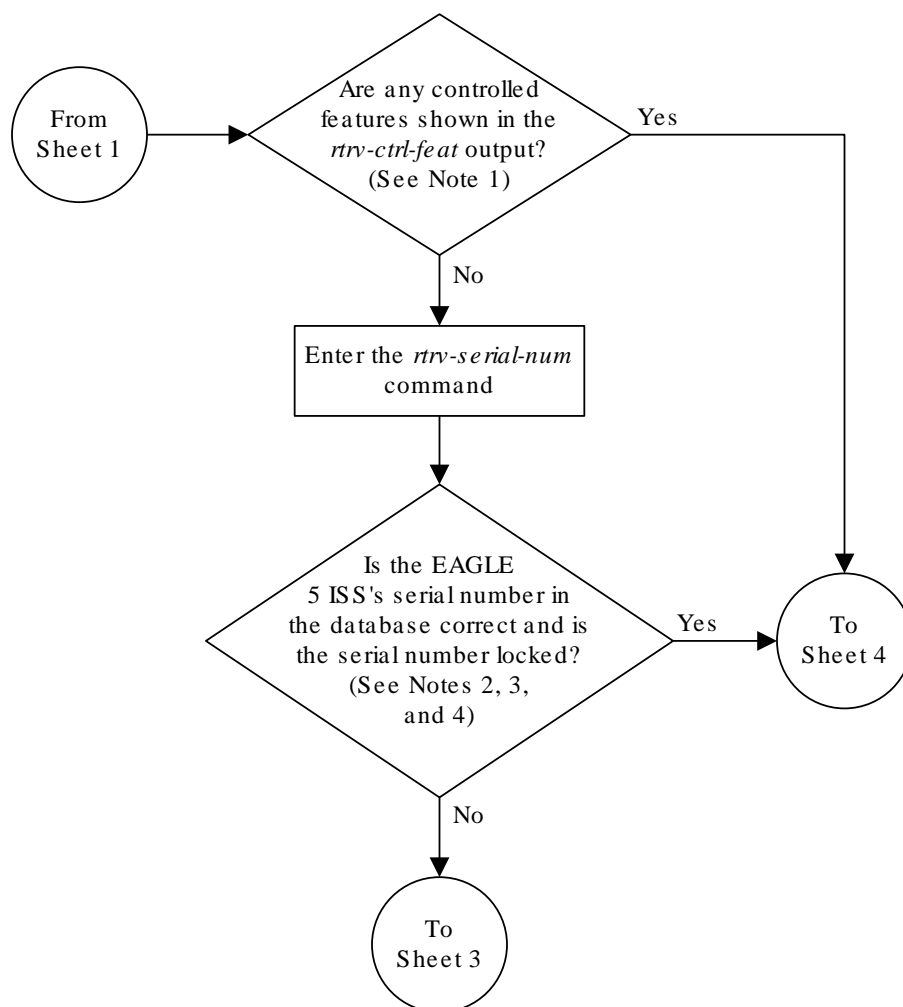 From
Sheet 1
Are any controlled
features shown in the
rtrv-ctrl-feat output?
(See Note 1)
Yes
No
Enter the rtrv-serial-num
command
Is the EAGLE
5 ISS's serial number in
the database correct and is
the serial number locked?
(See Notes 2, 3,
and 4)
Yes
To
Sheet 4
No
To
Sheet 3